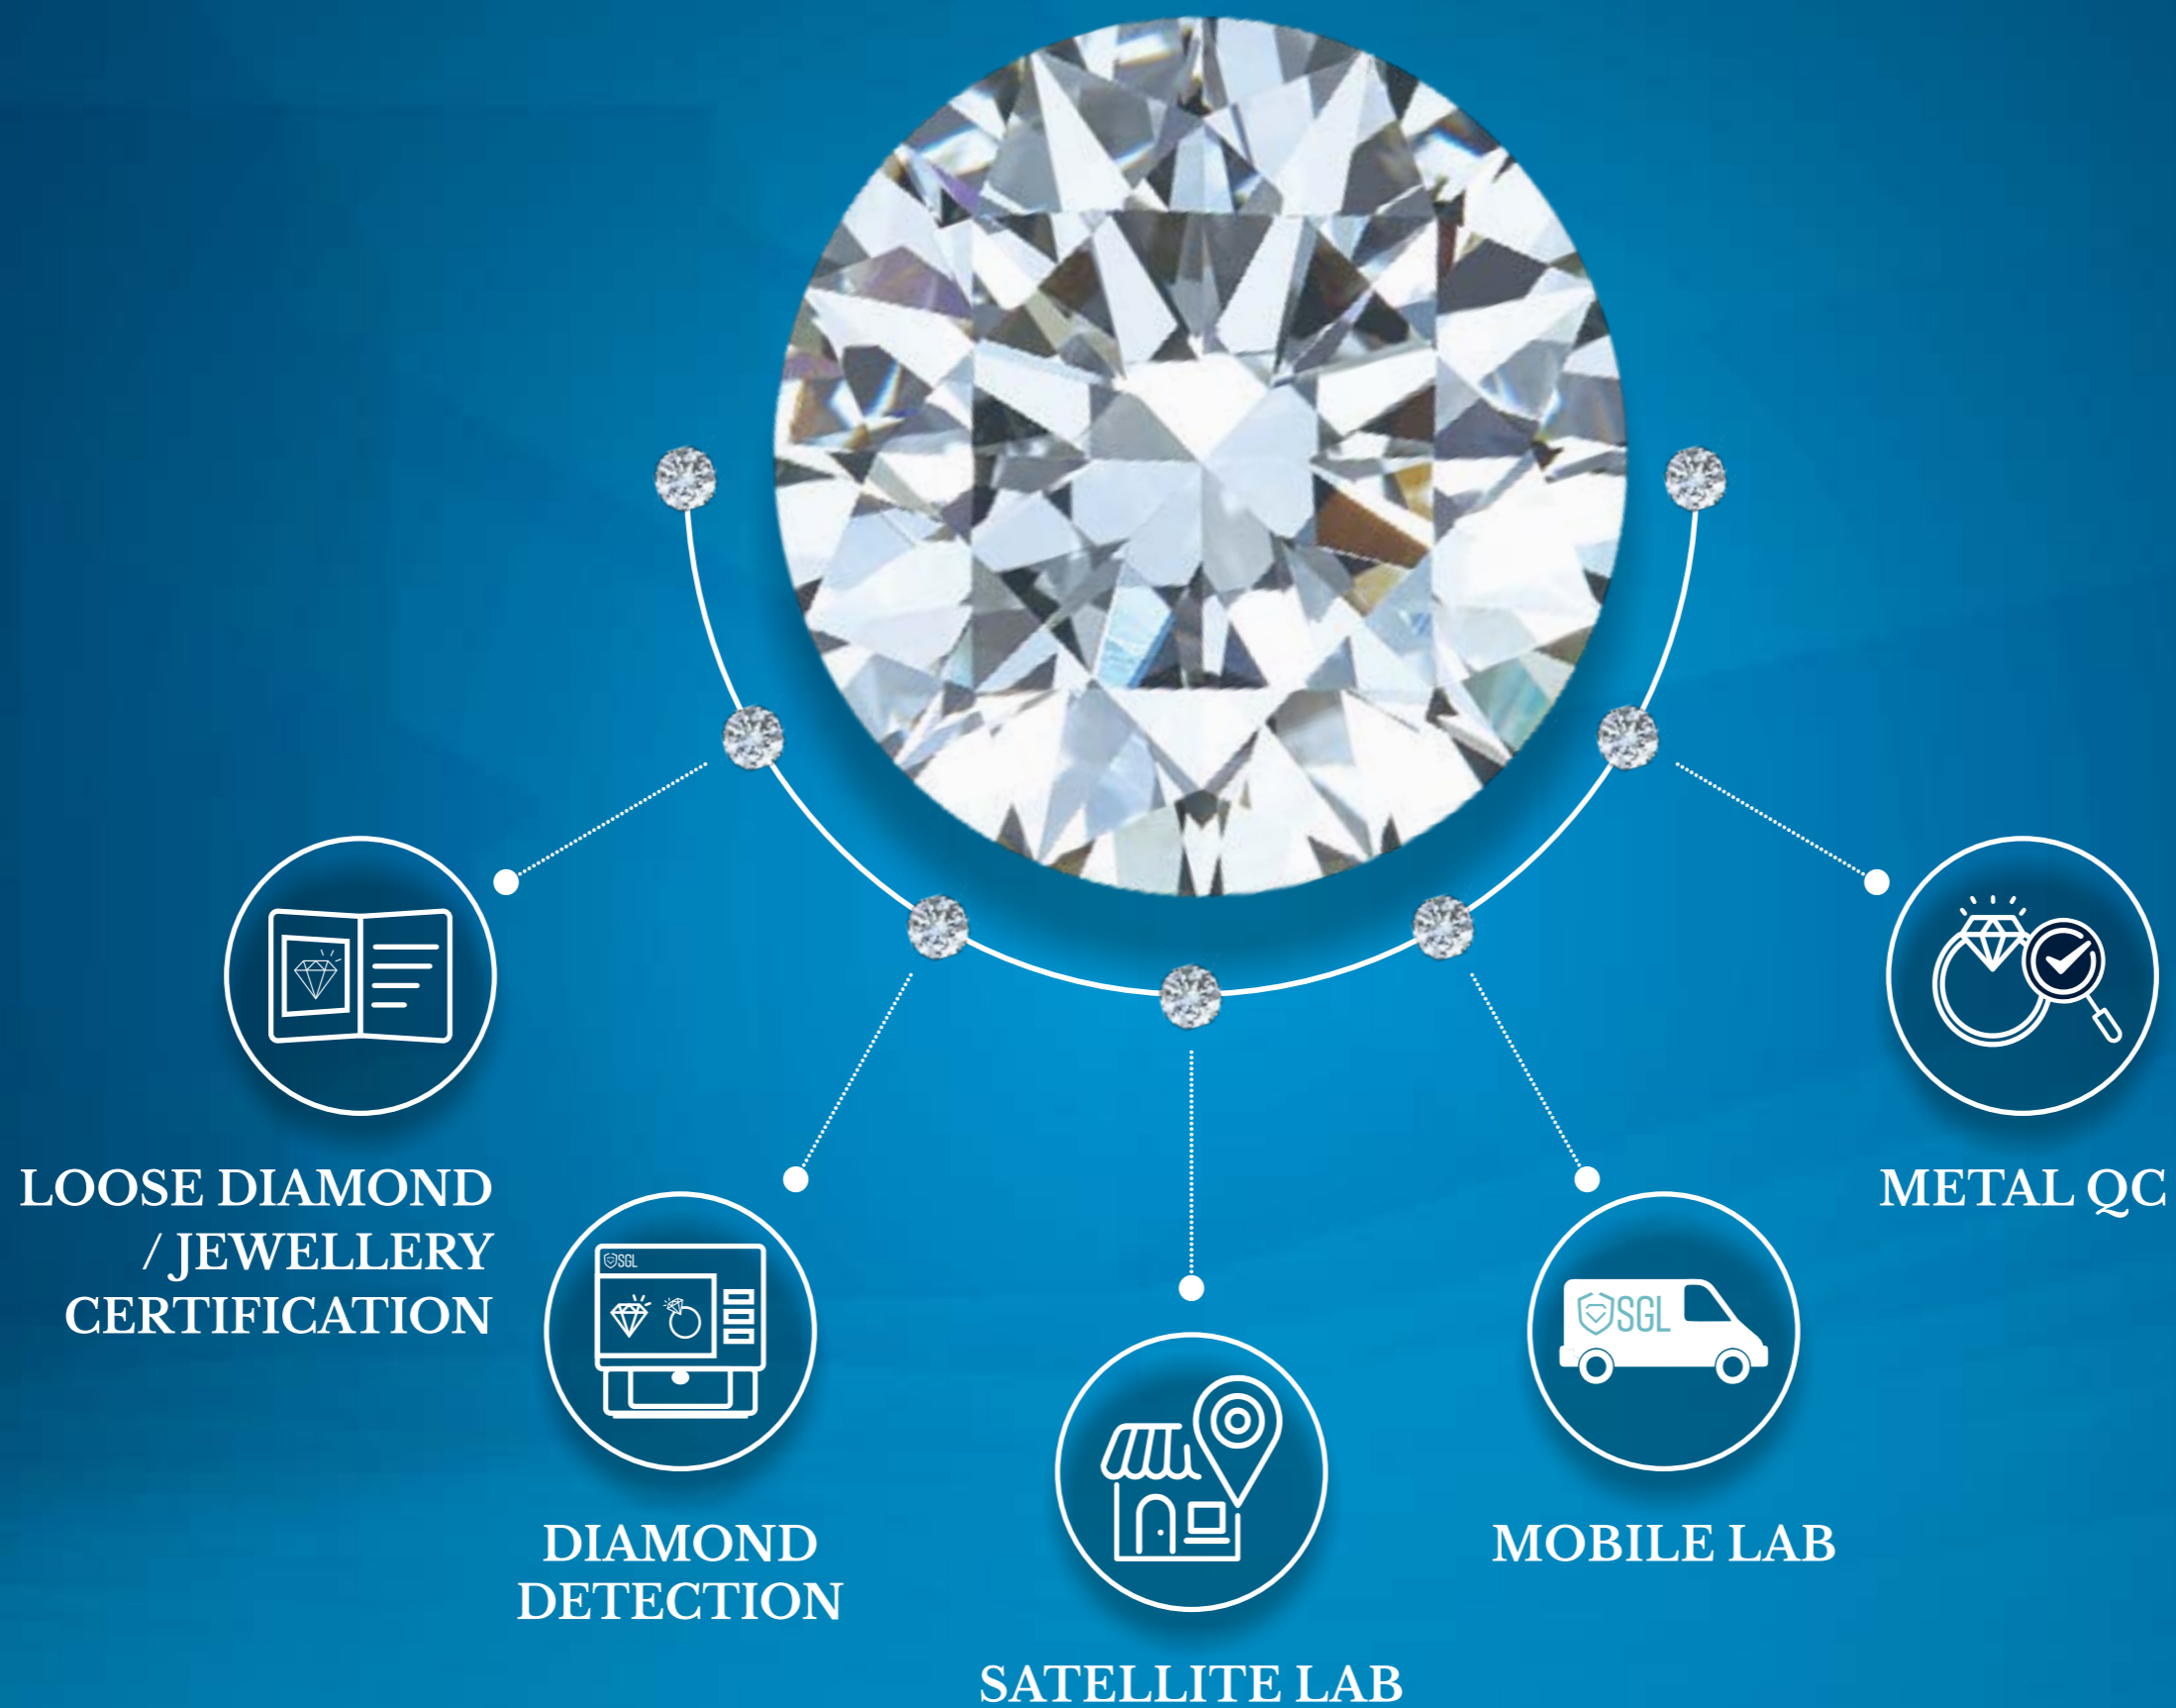 LOOSE DIAMOND
/ JEWELLERY
CERTIFICATION
SGL
DIAMOND
DETECTION
SATELLITE LAB
SGL
MOBILE LAB
METAL QC